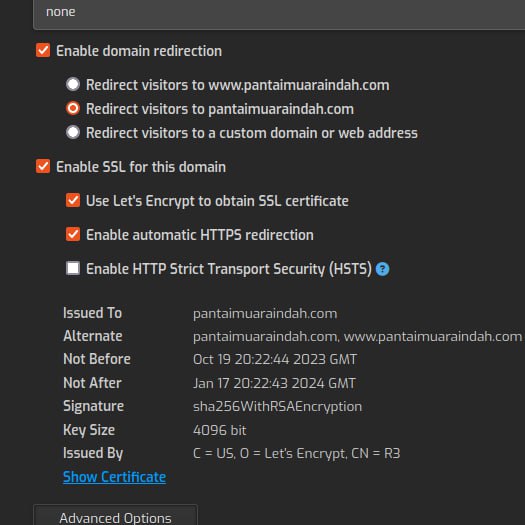 none
Enable domain redirection
Redirect visitors to www.pantaimuaraindah.com
Redirect visitors to pantaimuaraindah.com
Redirect visitors to a custom domain or web address
Enable SSL for this domain
Use Let's Encrypt to obtain SSL certificate
Enable automatic HTTPS redirection
Enable HTTP Strict Transport Security (HSTS) ?
Issued To pantaimuaraindah.com
Alternate pantaimuaraindah.com, www.pantaimuaraindah.com
Not Before Oct 19 20:22:44 2023 GMT
Not After Jan 17 20:22:43 2024 GMT
Signature sha256WithRSAEncryption
Key Size 4096 bit
Issued By C = US, O = Let's Encrypt, CN = R3
Show Certificate
Advanced Options